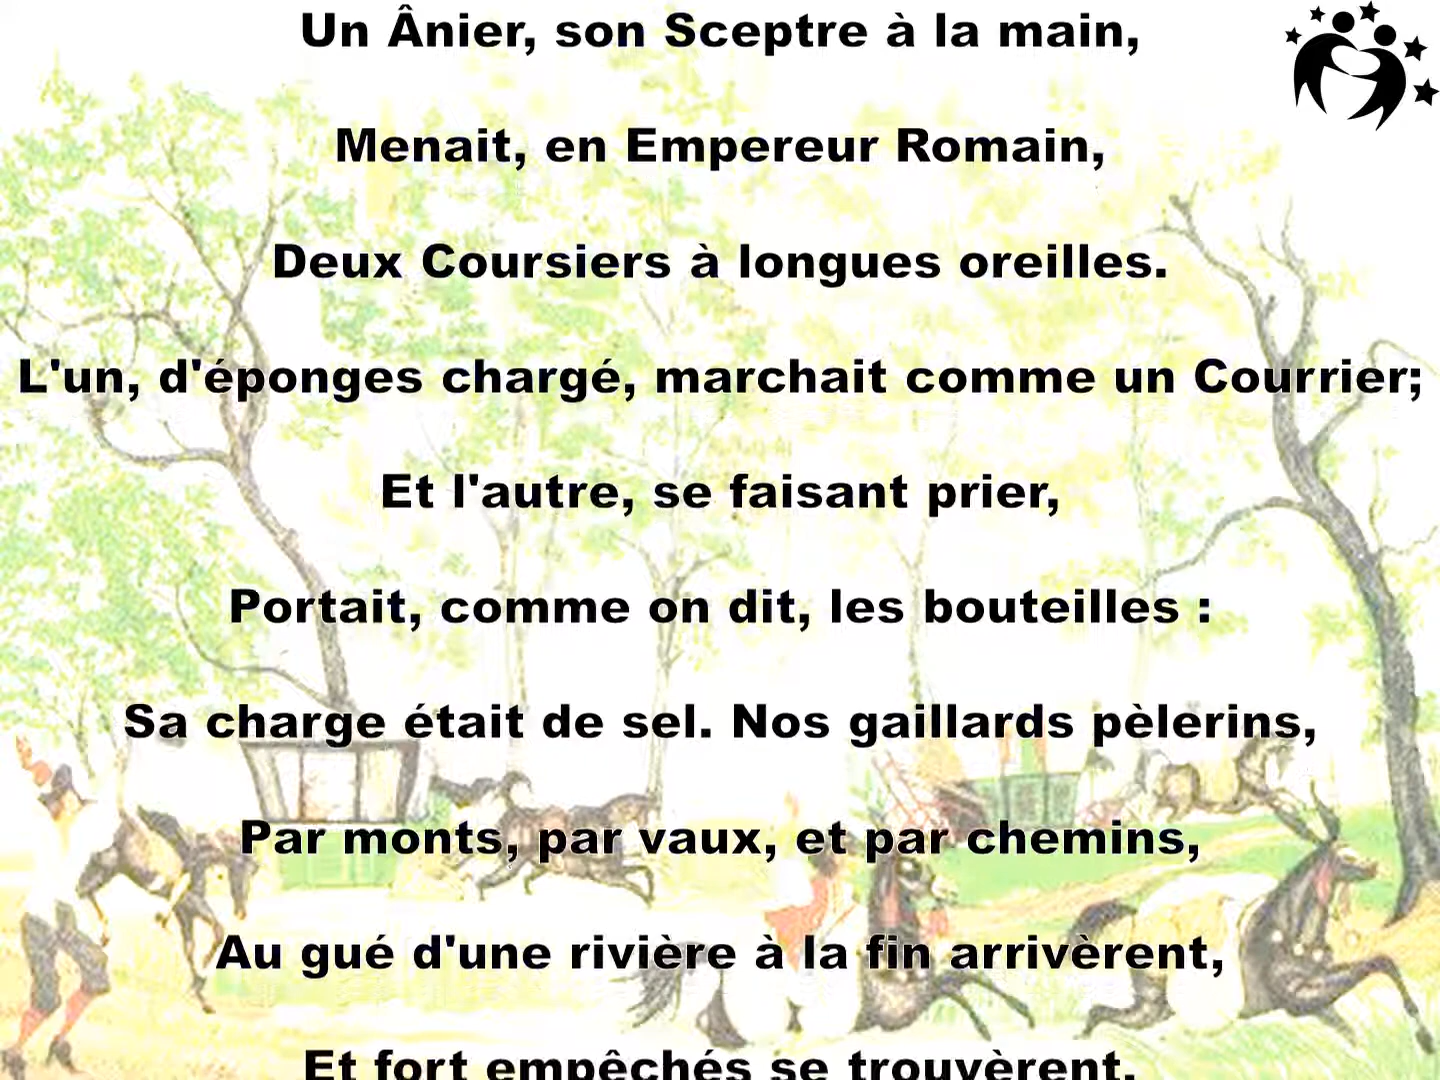 Un Ânier, son Sceptre à la main,
Menait, en Empereur Romain,
Deux Coursiers à longues oreilles.
L'un, d'éponges chargé, marchait comme un Courrier;
Et l'autre, se faisant prier,
Portait, comme on dit, les bouteilles :
Sa charge était de sel. Nos gaillards pèlerins,
Par monts, par vaux, et par chemins,
Au gué d'une rivière à la fin arrivèrent,
Et fort empêchés se trouvèrent.